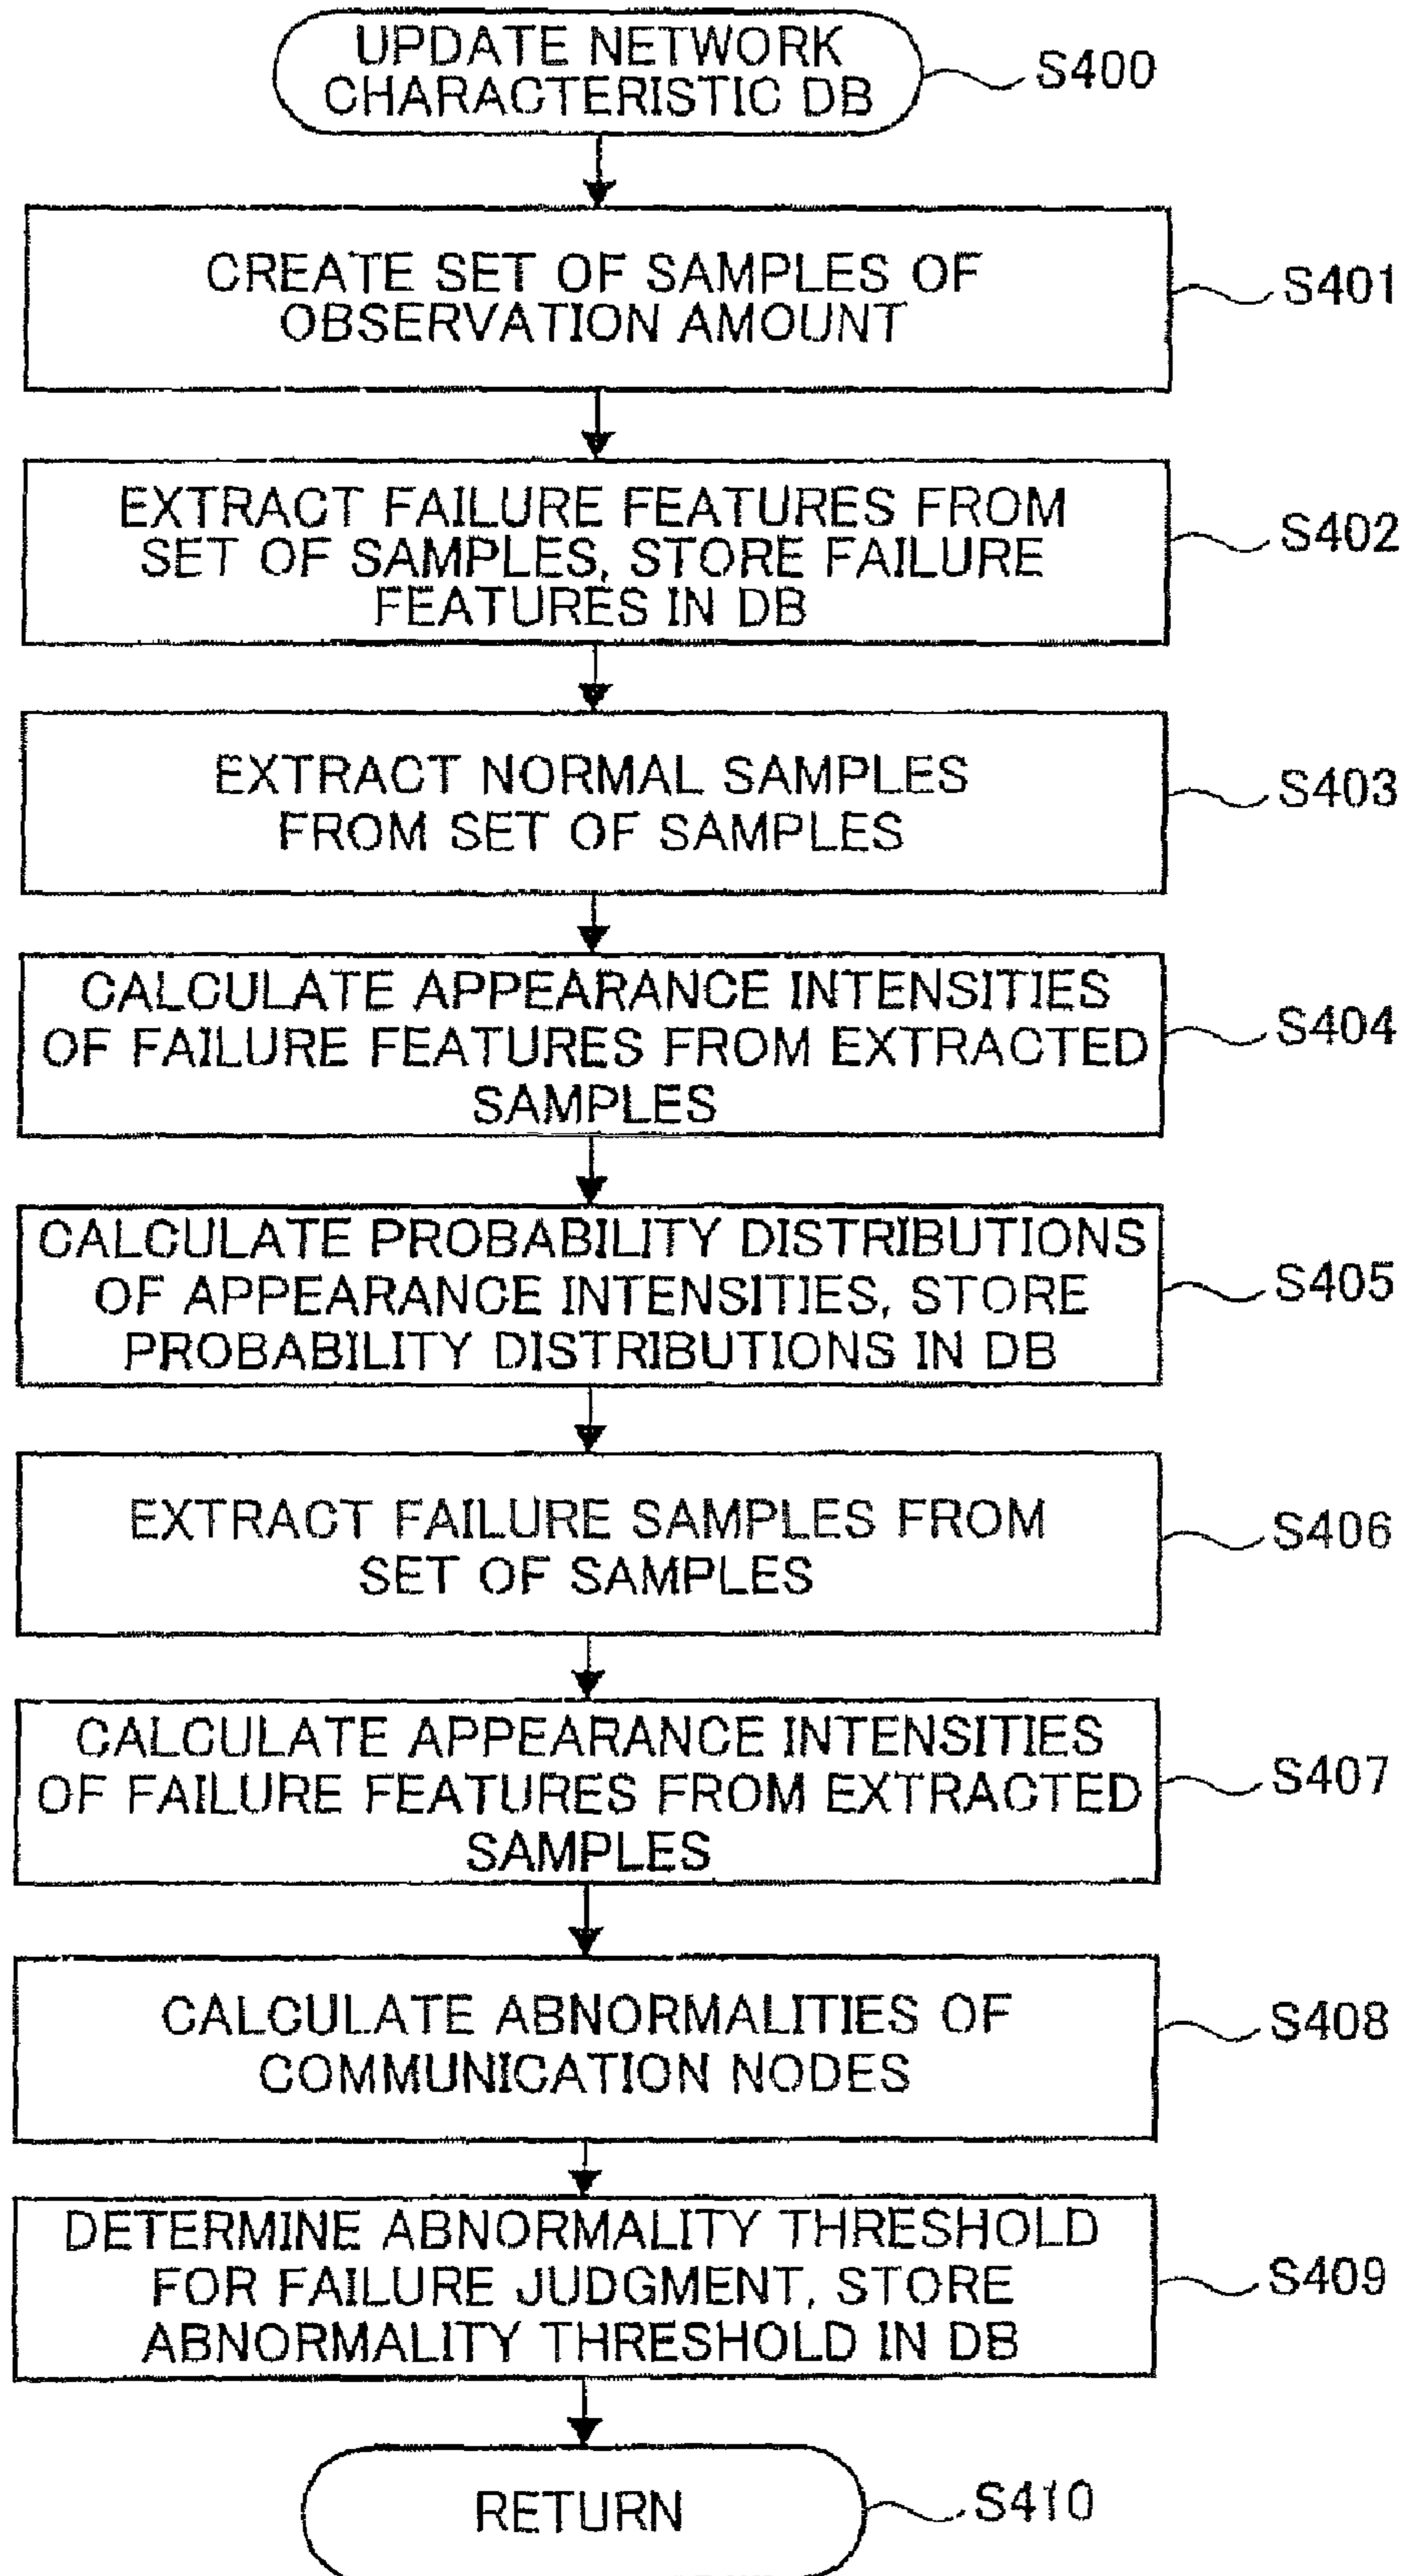 UPDATE NETWORK
CHARACTERISTIC DB
S400
CREATE SET OF SAMPLES OF
OBSERVATION AMOUNT
S401
EXTRACT FAILURE FEATURES FROM
SET OF SAMPLES, STORE FAILURE
FEATURES IN DB
S402
EXTRACT NORMAL SAMPLES
FROM SET OF SAMPLES
S403
CALCULATE APPEARANCE INTENSITIES
OF FAILURE FEATURES FROM EXTRACTED
SAMPLES
S404
CALCULATE PROBABILITY DISTRIBUTIONS
OF APPEARANCE INTENSITIES, STORE
PROBABILITY DISTRIBUTIONS IN DB
S405
EXTRACT FAILURE SAMPLES FROM
SET OF SAMPLES
S406
CALCULATE APPEARANCE INTENSITIES
OF FAILURE FEATURES FROM EXTRACTED
SAMPLES
S407
CALCULATE ABNORMALITIES OF
COMMUNICATION NODES
S408
DETERMINE ABNORMALITY THRESHOLD
FOR FAILURE JUDGMENT, STORE
ABNORMALITY THRESHOLD IN DB
S409
RETURN
S410